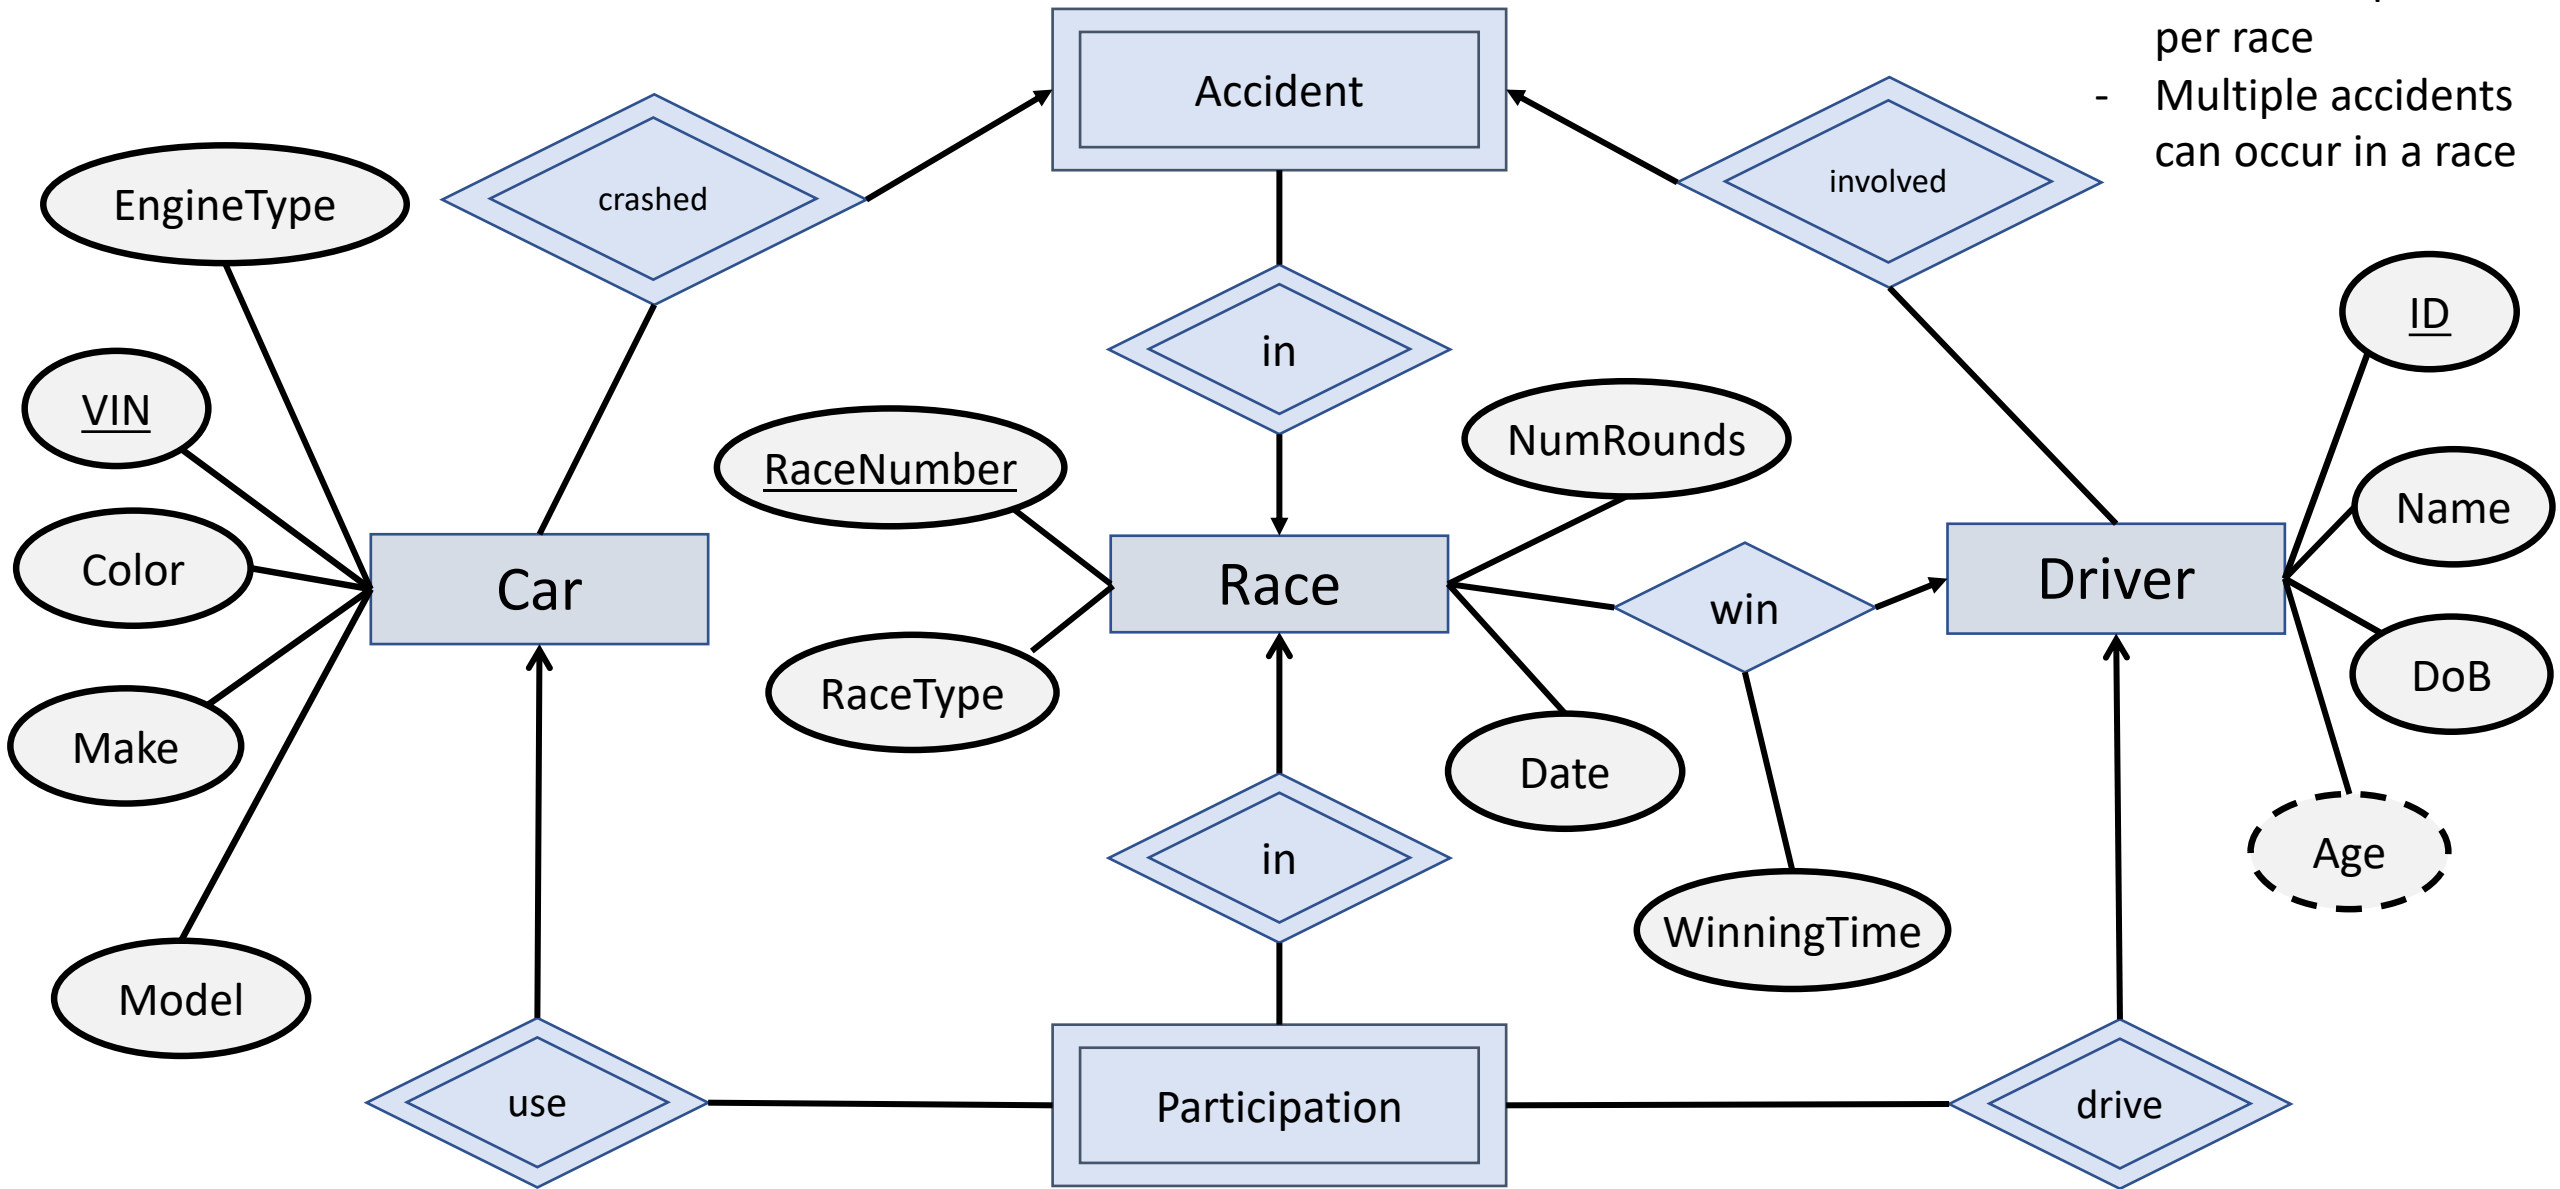 per race
- Multiple accidents
can occur in a race
Accident
crashed
involved
EngineType
in
ID
VIN
RaceNumber
NumRounds
Name
Color
Car
Race
win
Driver
Make
RaceType
Date
DoB
Model
in
WinningTime
Age
use
Participation
drive